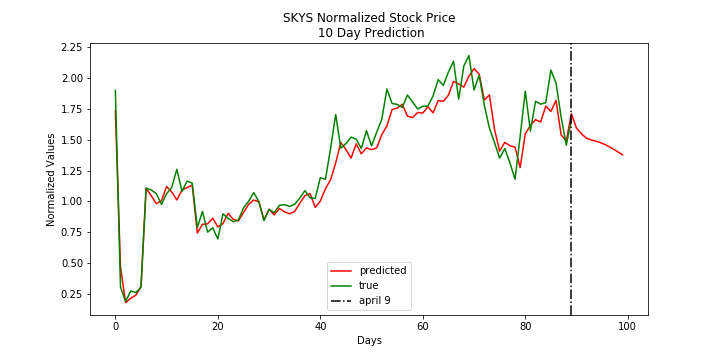 SKYS Normalized Stock Price
10 Day Prediction
Normalized Values
2.25
2.00
1.75
1.50
1.25
1.00
0.75
0.50
0.25
predicted
true
april 9
0 20 40 60 80 100
Days